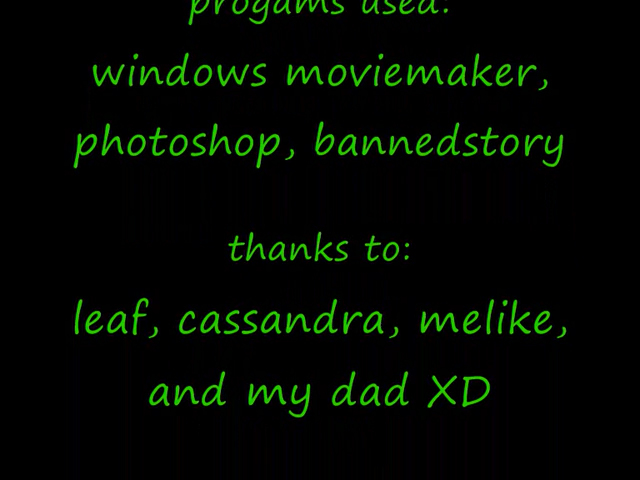 progams used:
windows moviemaker,
photoshop, bannedstory
thanks to:
leaf, cassandra, melike,
and my dad XD